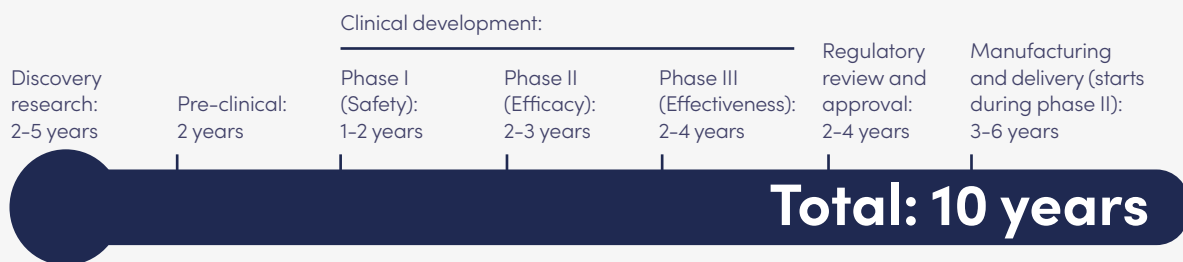 Clinical development:
Discovery
research:
2-5 years
Pre-clinical:
2 years
Phase I
(Safety):
1-2 years
Phase II
(Efficacy):
2-3 years
Phase III
(Effectiveness):
2-4 years
Regulatory
review and
approval:
2-4 years
Manufacturing
and delivery (starts
during phase II):
3-6 years
Total: 10 years